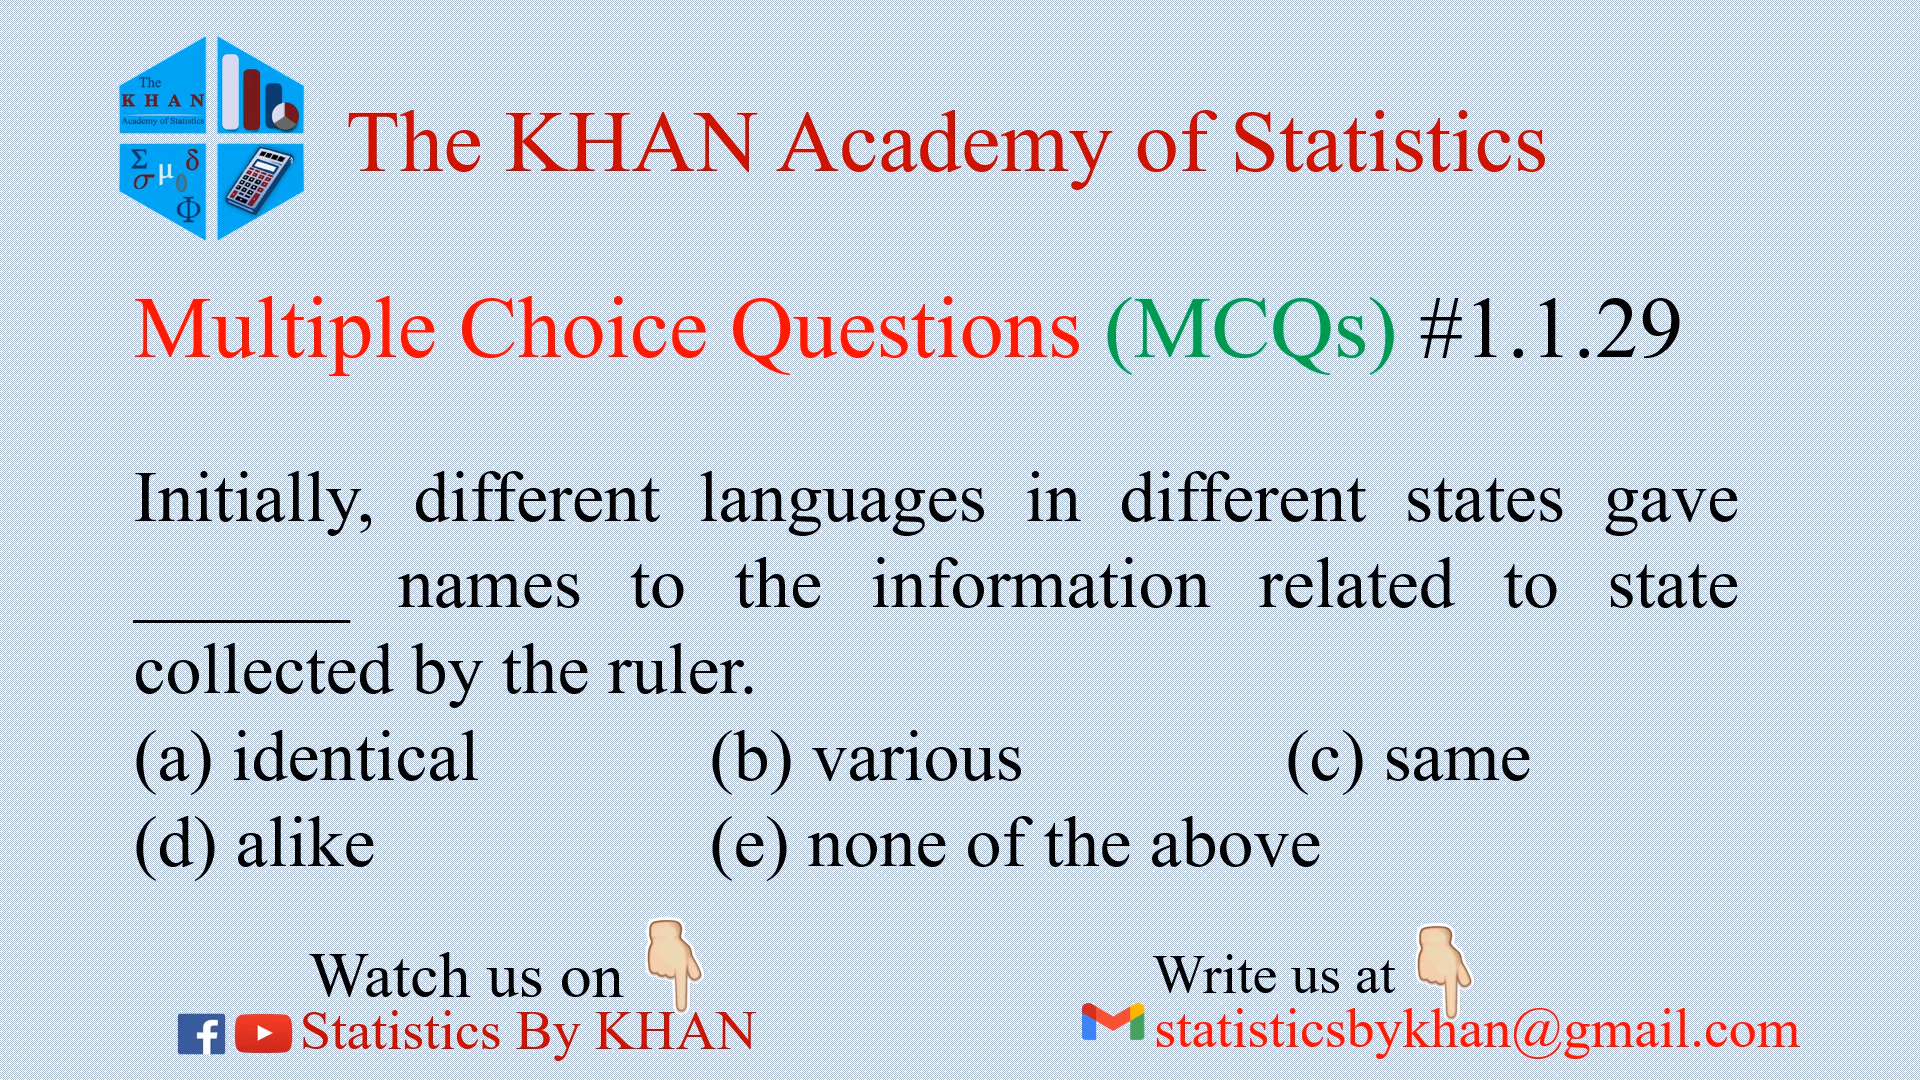 The
KHAN
Academy of Statistics
Σ μ δ
σ 0
Φ
The KHAN Academy of Statistics
Multiple Choice Questions (MCQs) #1.1.29
Initially, different languages in different states gave
_______ names to the information related to state
collected by the ruler.
(a) identical (b) various (c) same
(d) alike (e) none of the above
Watch us on Write us at
Statistics By KHAN statisticsbykhan@gmail.com